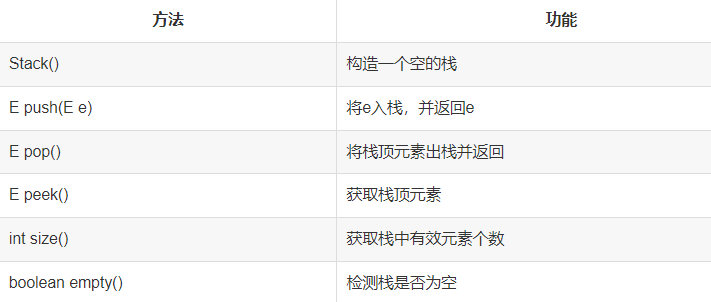 方法 功能
Stack() 构造一个空的栈
E push(E e) 将e入栈，并返回e
E pop() 将栈顶元素出栈并返回
E peek() 获取栈顶元素
int size() 获取栈中有效元素个数
boolean empty() 检测栈是否为空